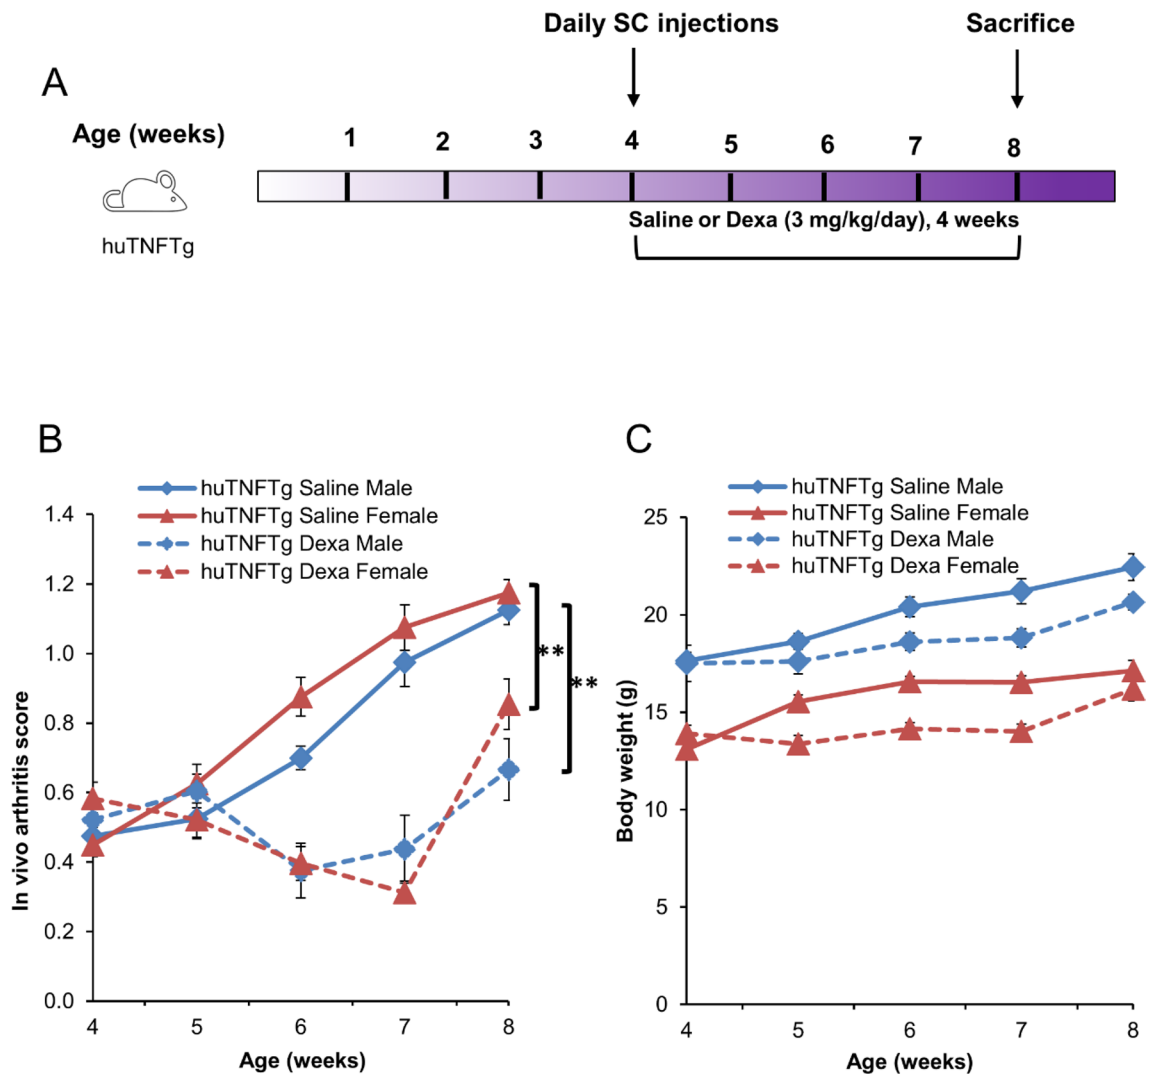 Daily SC injections Sacrifice
A
Age (weeks) 1 2 3 4 5 6 7 8
Saline or Dexa (3 mg/kg/day), 4 weeks
huTNFTg
B
huTNFTg Saline Male
huTNFTg Saline Female
huTNFTg Dexa Male
huTNFTg Dexa Female
In vivo arthritis score
1.4
1.2
1.0
0.8
0.6
0.4
0.2
0.0
**
**
4 5 6 7 8
Age (weeks)
C
huTNFTg Saline Male
huTNFTg Saline Female
huTNFTg Dexa Male
huTNFTg Dexa Female
Body weight (g)
25
20
15
10
5
0
4 5 6 7 8
Age (weeks)